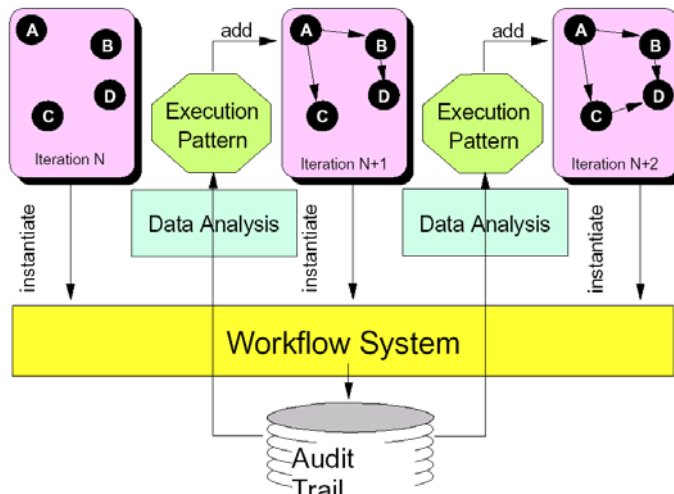 A
B
D
C
Iteration N
add
Execution
Pattern
A
B
D
C
Iteration N+1
add
Execution
Pattern
A
B
D
C
Iteration N+2
instantiate
Data Analysis
instantiate
Data Analysis
instantiate
Workflow System
Audit
Trail